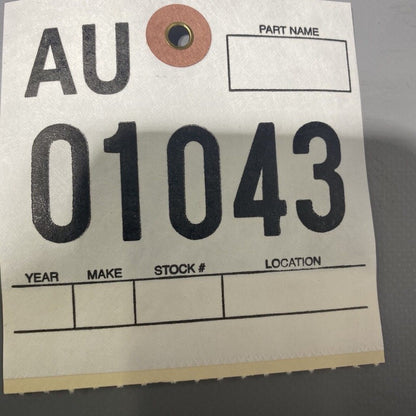 AU
PART NAME
01043
YEAR MAKE STOCK # LOCATION